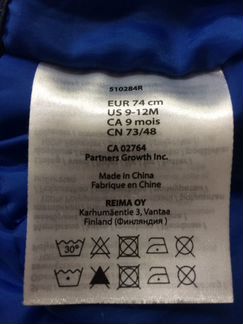 510284R
EUR 74 cm
US 9-12M
CA 9 mois
CN 73/48
CA 02764
Partners Growth Inc.
Made in China
Fabrique en Chine
REIMA OY
Karhumäentie 3, Vantaa
Finland (Финляндия)
30°